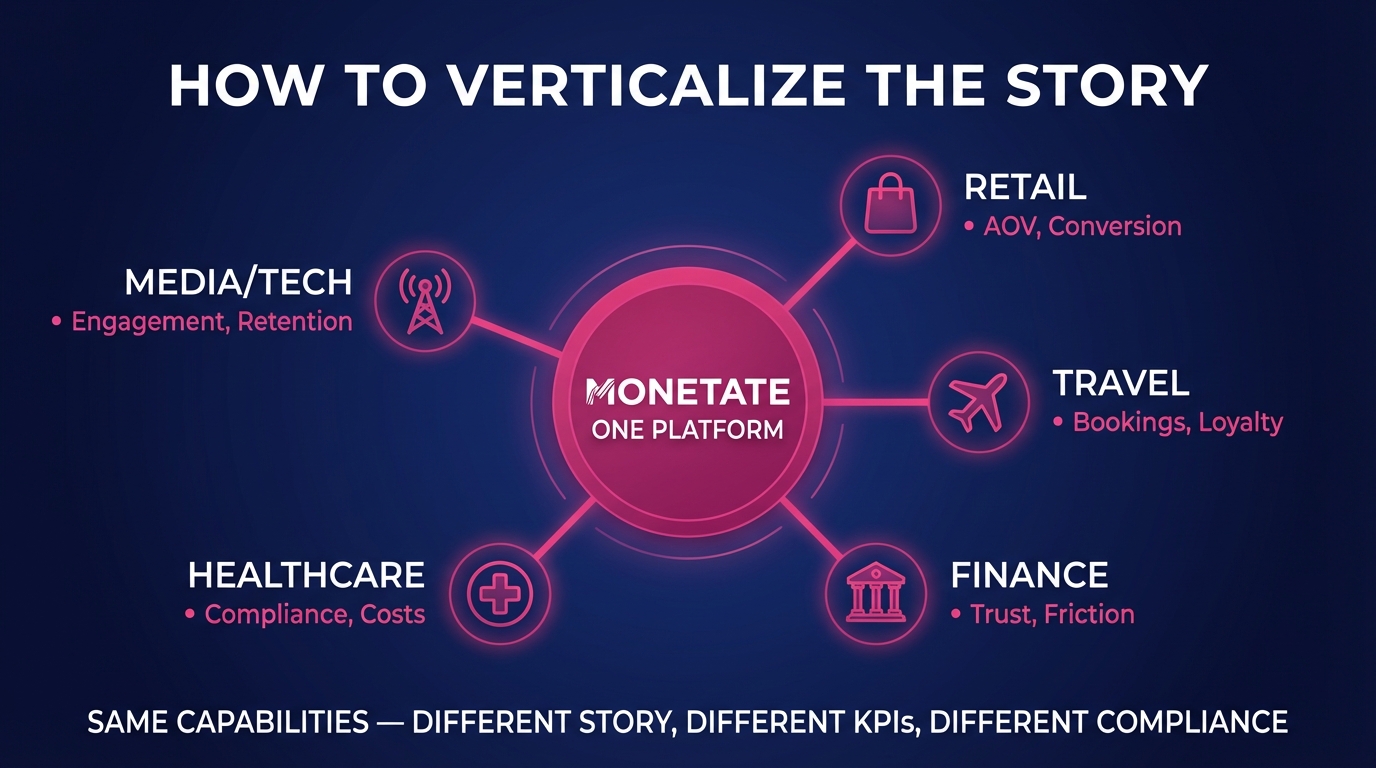 HOW TO VERTICALIZE THE STORY
RETAIL
• AOV, Conversion
MEDIA/TECH
• Engagement, Retention
MONETATE
ONE PLATFORM
TRAVEL
• Bookings, Loyalty
HEALTHCARE
• Compliance, Costs
FINANCE
• Trust, Friction
SAME CAPABILITIES — DIFFERENT STORY, DIFFERENT KPIs, DIFFERENT COMPLIANCE